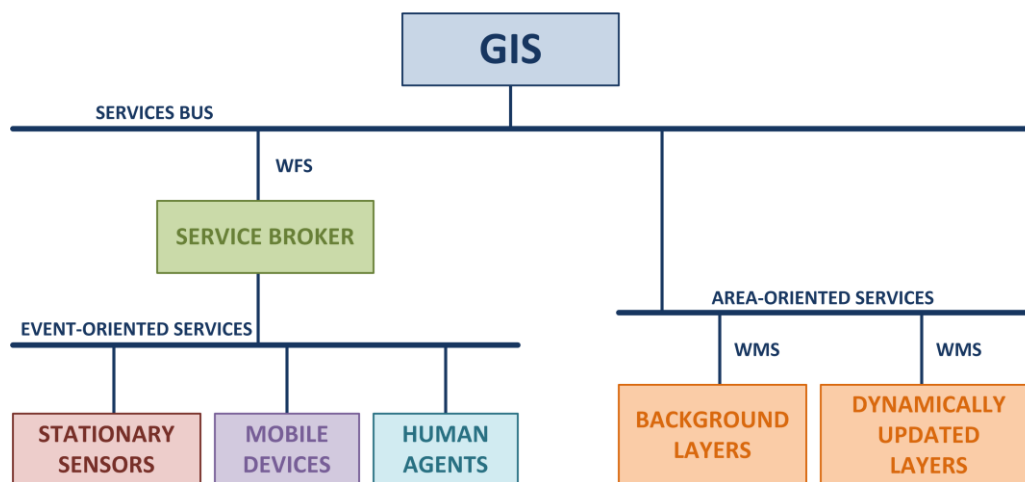 GIS
SERVICES BUS
WFS
SERVICE BROKER
EVENT-ORIENTED SERVICES
STATIONARY
SENSORS
MOBILE
DEVICES
HUMAN
AGENTS
AREA-ORIENTED SERVICES
WMS
WMS
BACKGROUND
LAYERS
DYNAMICALLY
UPDATED
LAYERS